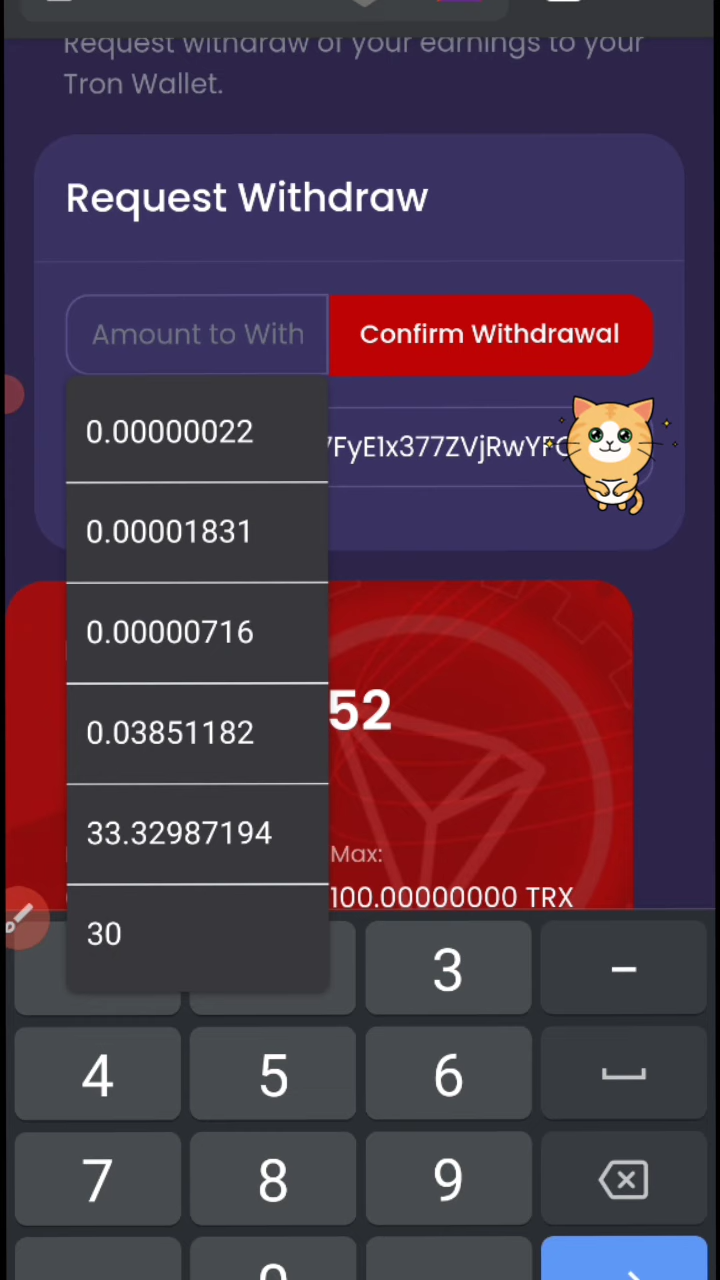 Request withdraw of your earnings to your
Tron Wallet.
Request Withdraw
Amount to With
Confirm Withdrawal
0.00000022
0.00001831
0.00000716
0.03851182
33.32987194
30
FyE1x377ZVjRwYF
52
Max:
100.00000000 TRX
3 -
4 5 6
7 8 9